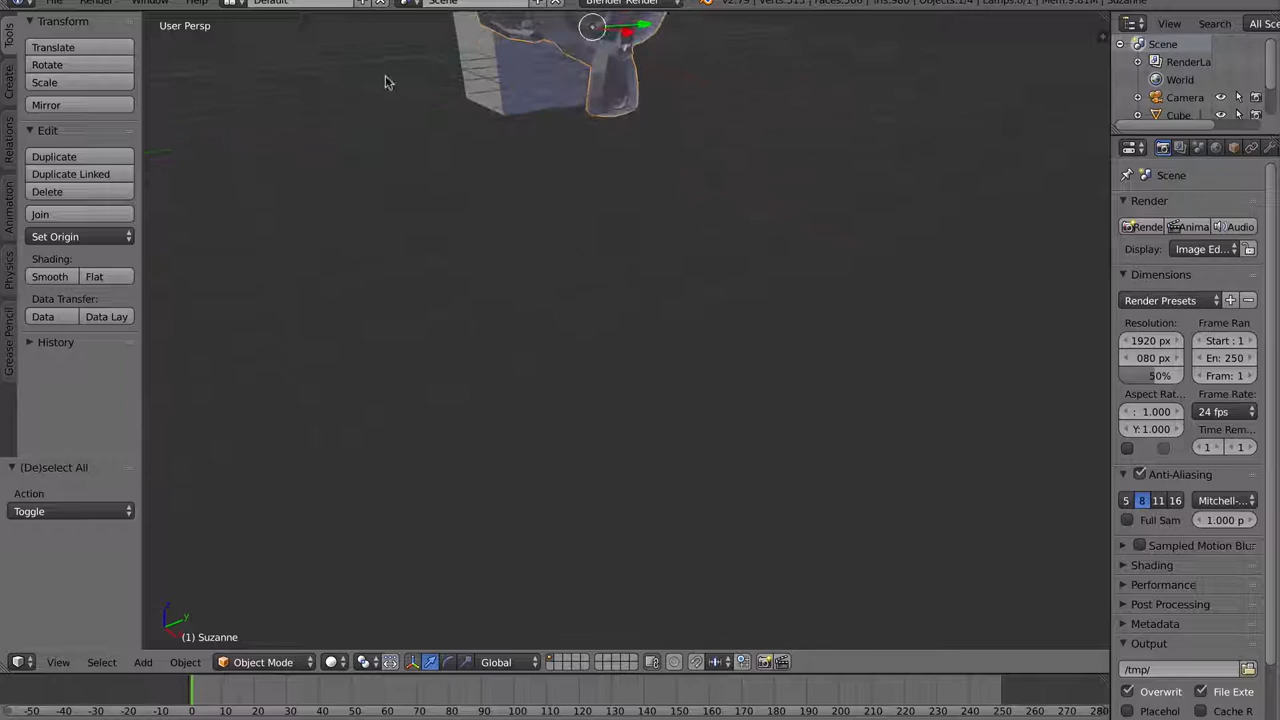 Render
Window
Help
Default
Scene
Blender Render
Transform
User Persp
View
Search
All Sce
Tools
Create
Relations
Animation
Physics
Grease Pencil
Translate
Rotate
Scale
Mirror
Edit
Duplicate
Duplicate Linked
Delete
Join
Set Origin
Shading:
Smooth
Flat
Data Transfer:
Data
Data Lay
History
(De)select All
Action
Toggle
Scene
RenderLa
World
Camera
Cube
Scene
Render
Rende
Anima
Audio
Display:
Image Ed...
Dimensions
Render Presets
Resolution:
Frame Ran
1920 px
Start : 1
080 px
En: 250
50%
Fram: 1
Aspect Rat...
Frame Rate:
: 1.000
24 fps
Y: 1.000
Time Rem...
1
1
Anti-Aliasing
5
8
11
16
Mitchell-...
Full Sam
1.000 p
Sampled Motion Blu
Shading
Performance
Post Processing
Metadata
Output
/tmp/
Overwrit
File Exte
Placehol
Cache R
z
y
(1) Suzanne
View
Select
Add
Object
Object Mode
Global
-50 -40 -30 -20 -10 0 10 20 30 40 50 60 70 80 90 100 110 120 130 140 150 160 170 180 190 200 210 220 230 240 250 260 270 280